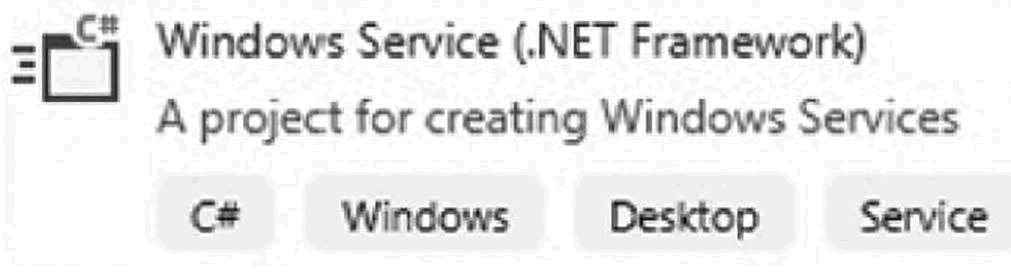 C# Windows Service (.NET Framework)
A project for creating Windows Services
C# Windows Desktop Service